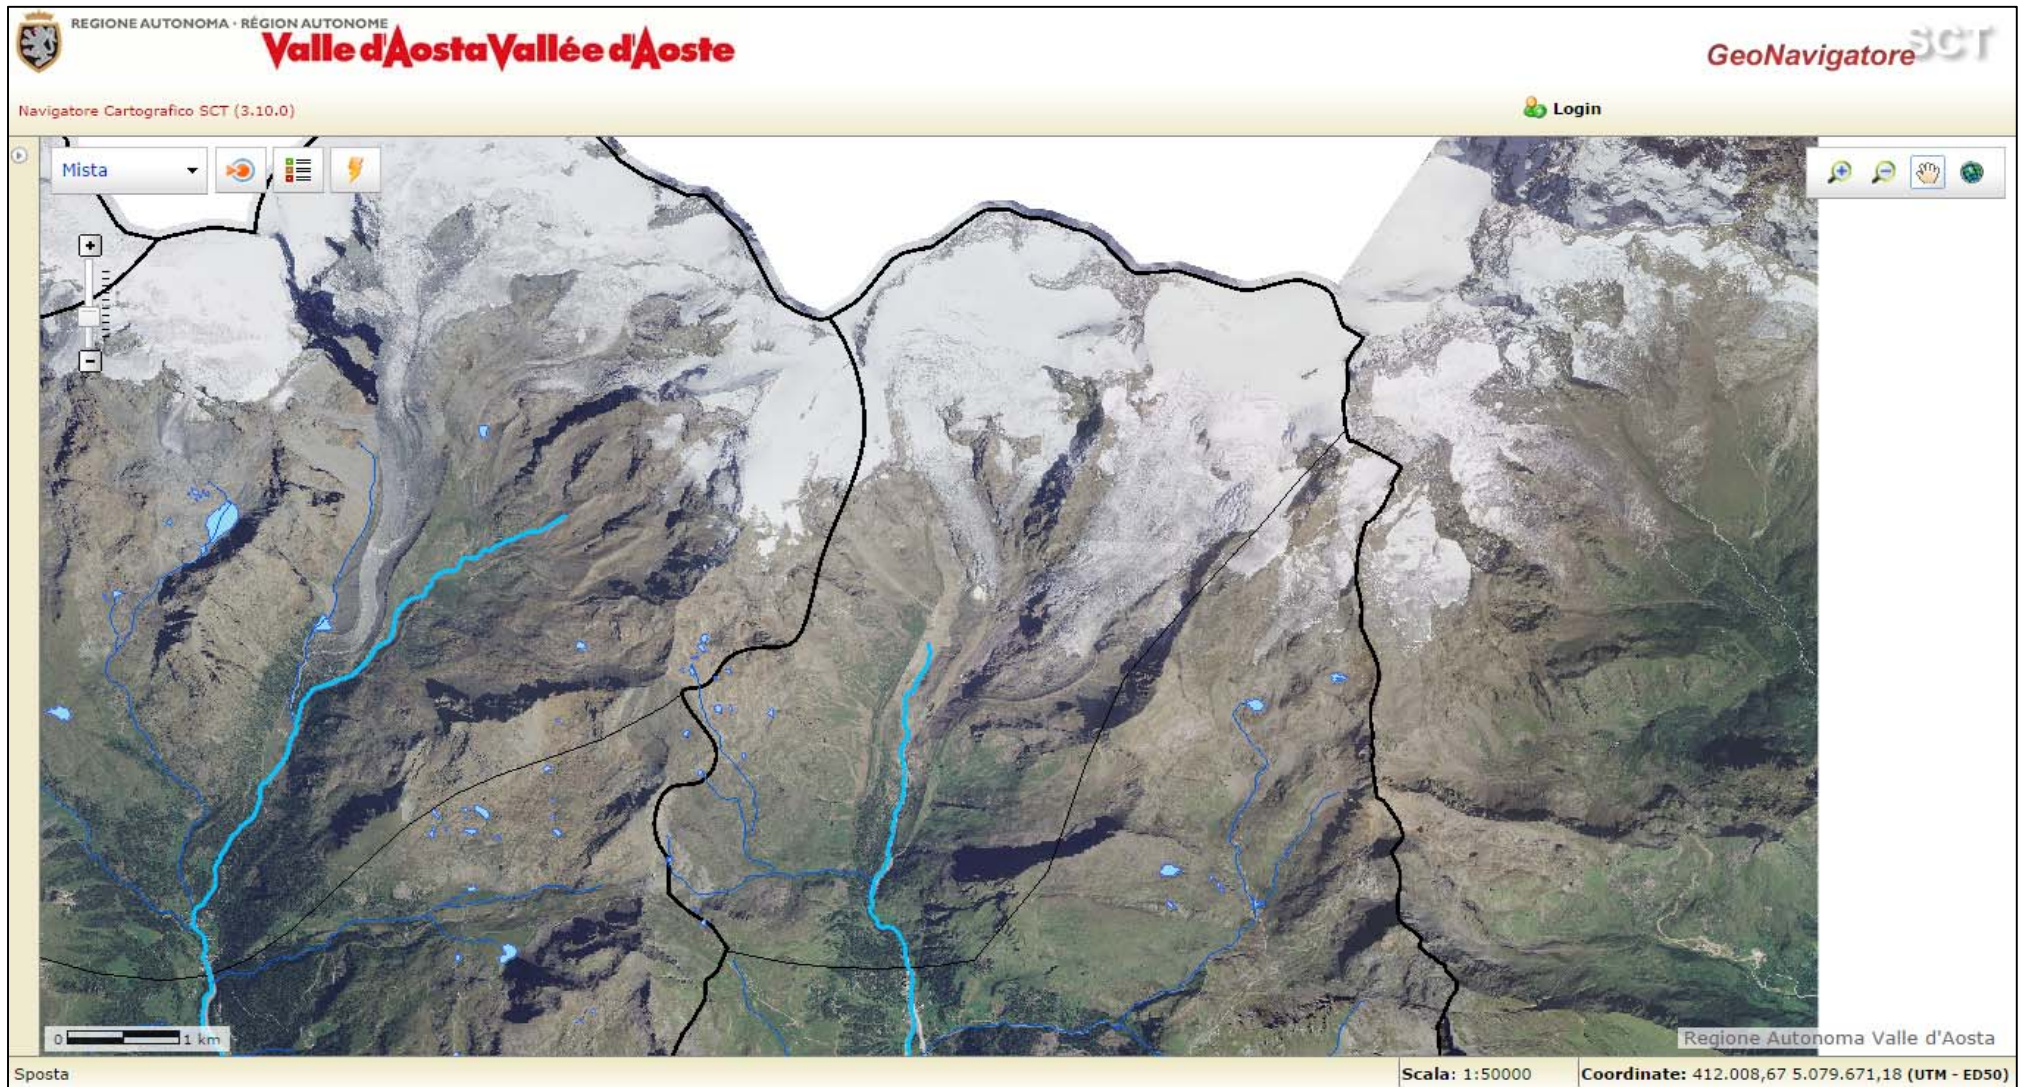 REGIONE AUTONOMA · RÉGION AUTONOME
Valle d'Aosta Vallée d'Aoste
GeoNavigatore SCT
Navigatore Cartografico SCT (3.10.0)
Login
Mista
+
-
0 1 km
Regione Autonoma Valle d'Aosta
Sposta
Scala: 1:50000
Coordinate: 412.008,67 5.079.671,18 (UTM - ED50)